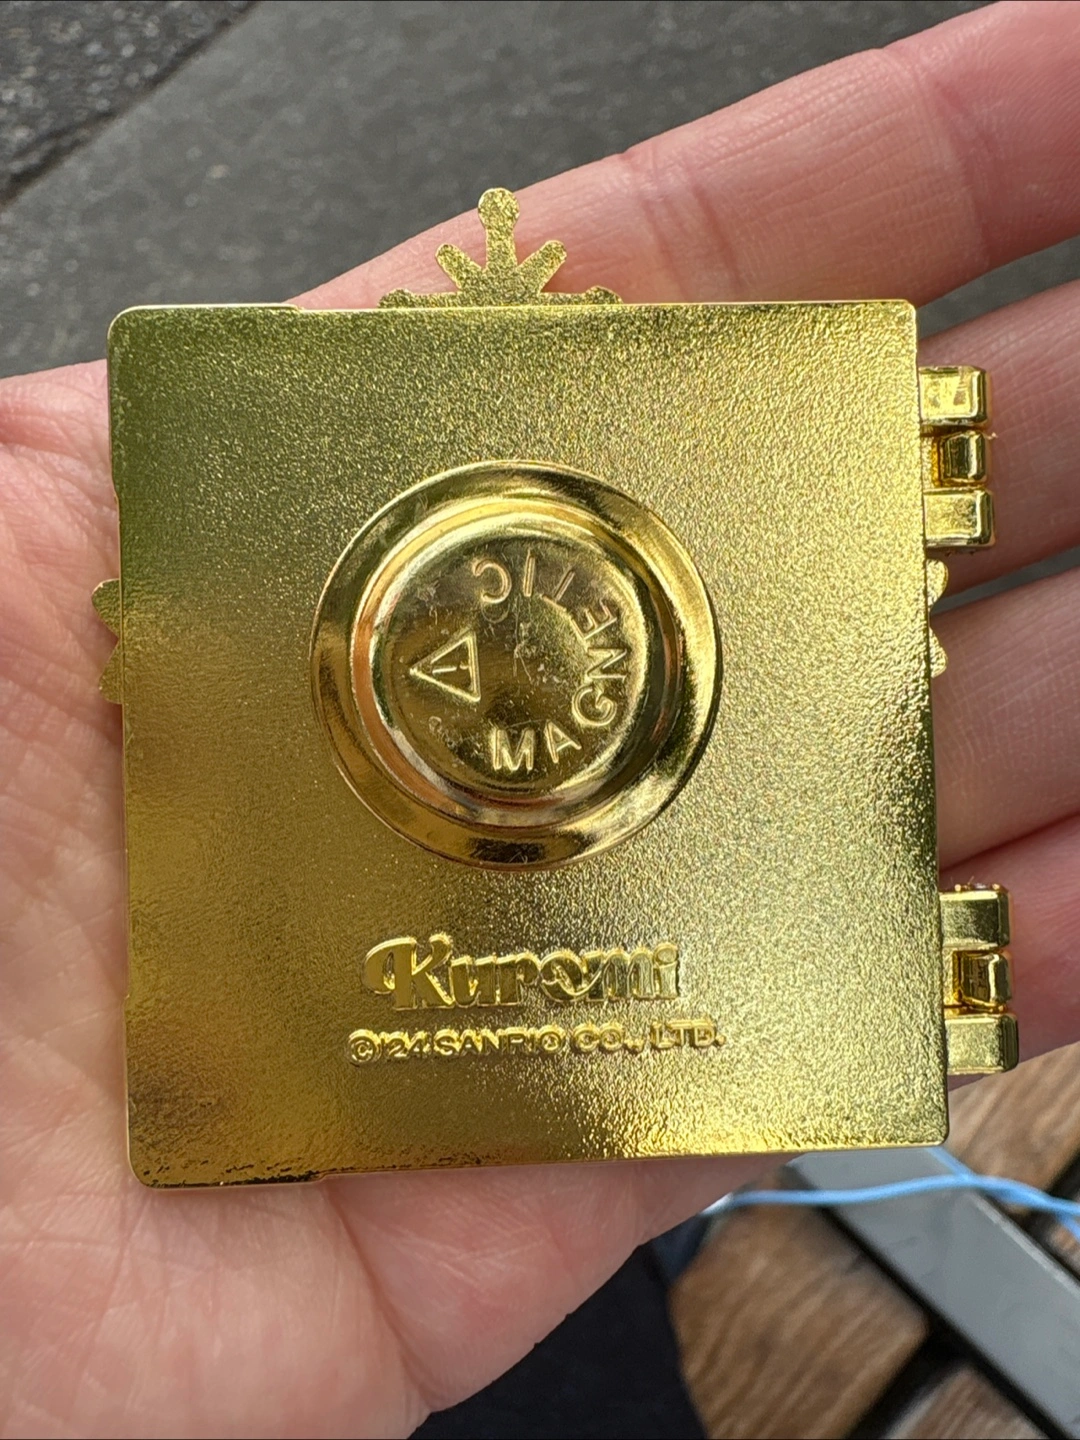 MAGNETIC
Kuromi
©'24 SANRIO CO., LTD.